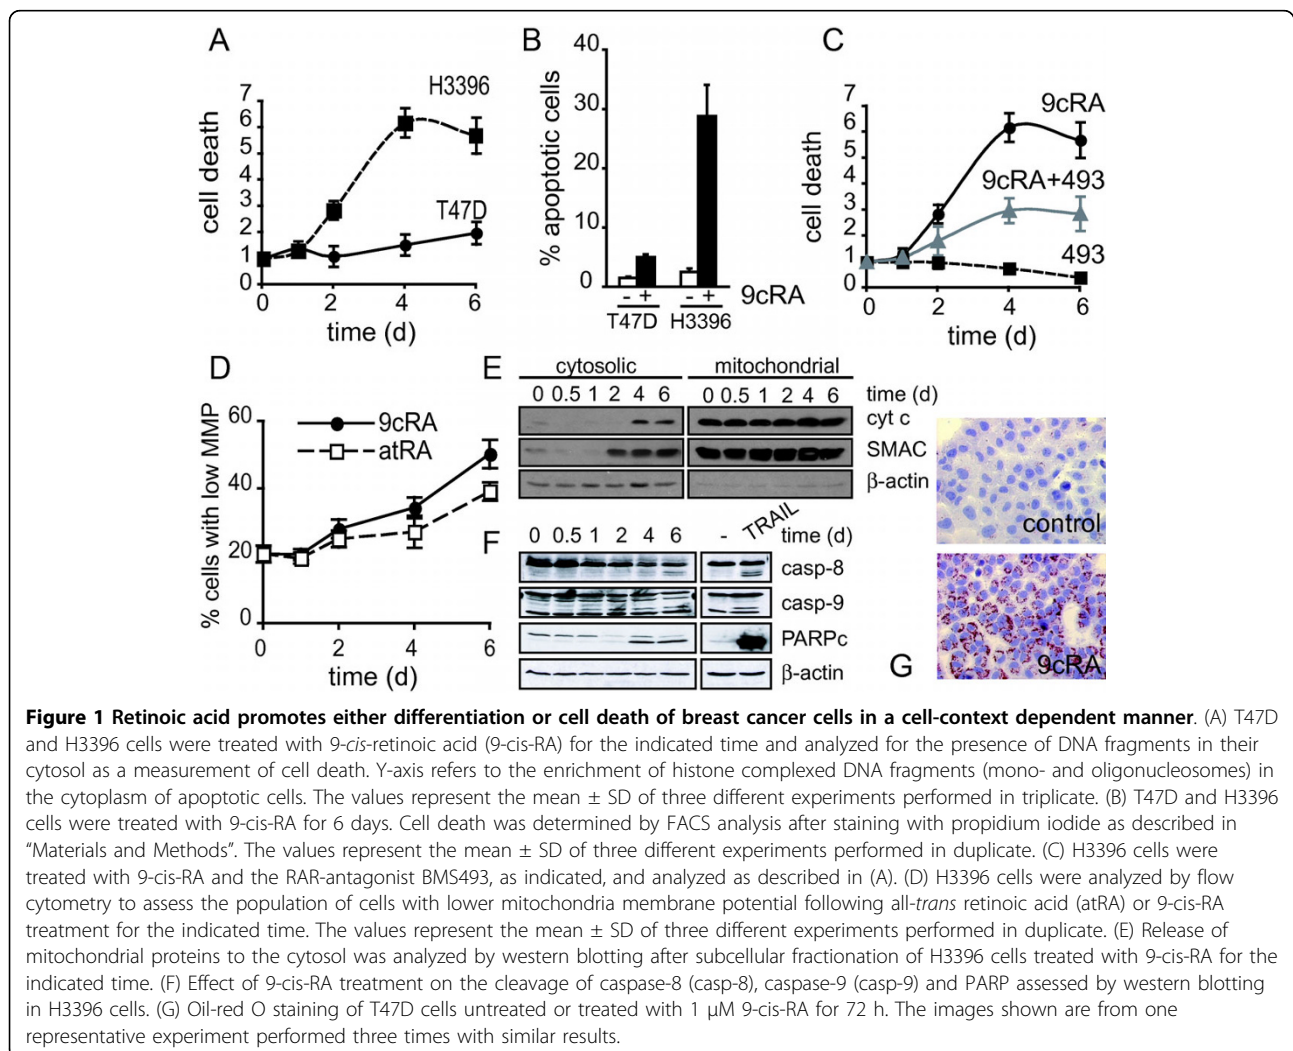 A
B
C
7
6
5
4
3
2
1
0
cell death
H3396
T47D
0 2 4 6
time (d)
40
30
20
10
0
% apoptotic cells
- + - + 9cRA
T47D H3396
7
6
5
4
3
2
1
0
cell death
9cRA
9cRA+493
493
0 2 4 6
time (d)
D
60
40
20
0
% cells with low MMP
9cRA
atRA
0 2 4 6
time (d)
E
cytosolic mitochondrial
0 0.5 1 2 4 6 0 0.5 1 2 4 6 time (d)
cyt c
SMAC
β-actin
F
0 0.5 1 2 4 6 - TRAIL time (d)
casp-8
casp-9
PARPc
β-actin
control
9cRA
G
Figure 1 Retinoic acid promotes either differentiation or cell death of breast cancer cells in a cell-context dependent manner. (A) T47D
and H3396 cells were treated with 9-cis-retinoic acid (9-cis-RA) for the indicated time and analyzed for the presence of DNA fragments in their
cytosol as a measurement of cell death. Y-axis refers to the enrichment of histone complexed DNA fragments (mono- and oligonucleosomes) in
the cytoplasm of apoptotic cells. The values represent the mean ± SD of three different experiments performed in triplicate. (B) T47D and H3396
cells were treated with 9-cis-RA for 6 days. Cell death was determined by FACS analysis after staining with propidium iodide as described in
“Materials and Methods”. The values represent the mean ± SD of three different experiments performed in duplicate. (C) H3396 cells were
treated with 9-cis-RA and the RAR-antagonist BMS493, as indicated, and analyzed as described in (A). (D) H3396 cells were analyzed by flow
cytometry to assess the population of cells with lower mitochondria membrane potential following all-trans retinoic acid (atRA) or 9-cis-RA
treatment for the indicated time. The values represent the mean ± SD of three different experiments performed in duplicate. (E) Release of
mitochondrial proteins to the cytosol was analyzed by western blotting after subcellular fractionation of H3396 cells treated with 9-cis-RA for the
indicated time. (F) Effect of 9-cis-RA treatment on the cleavage of caspase-8 (casp-8), caspase-9 (casp-9) and PARP assessed by western blotting
in H3396 cells. (G) Oil-red O staining of T47D cells untreated or treated with 1 μM 9-cis-RA for 72 h. The images shown are from one
representative experiment performed three times with similar results.